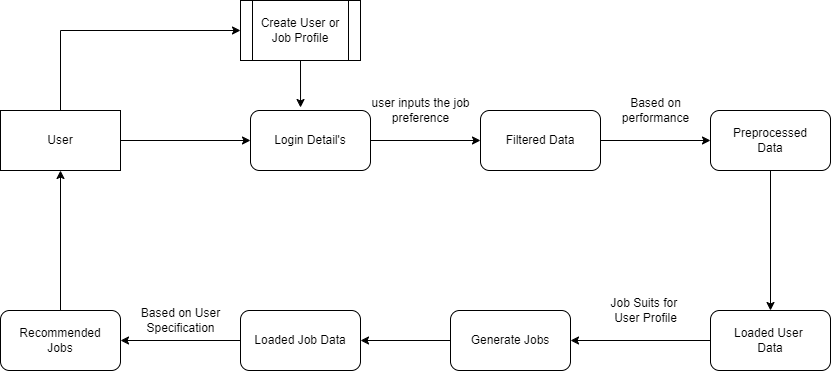 Create User or
Job Profile
user inputs the job
preference
Based on
performance
User
Login Detail's
Filtered Data
Preprocessed
Data
Job Suits for
User Profile
Based on User
Specification
Recommended
Jobs
Loaded Job Data
Generate Jobs
Loaded User
Data